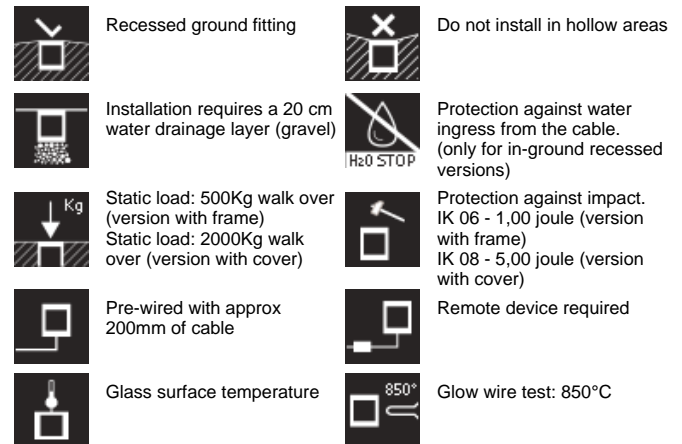 Recessed ground fitting
Do not install in hollow areas
Installation requires a 20 cm
water drainage layer (gravel)
H2O STOP
Protection against water
ingress from the cable.
(only for in-ground recessed
versions)
Kg
Static load: 500Kg walk over
(version with frame)
Static load: 2000Kg walk
over (version with cover)
Protection against impact.
IK 06 - 1,00 joule (version
with frame)
IK 08 - 5,00 joule (version
with cover)
Pre-wired with approx
200mm of cable
Remote device required
Glass surface temperature
850°
Glow wire test: 850°C